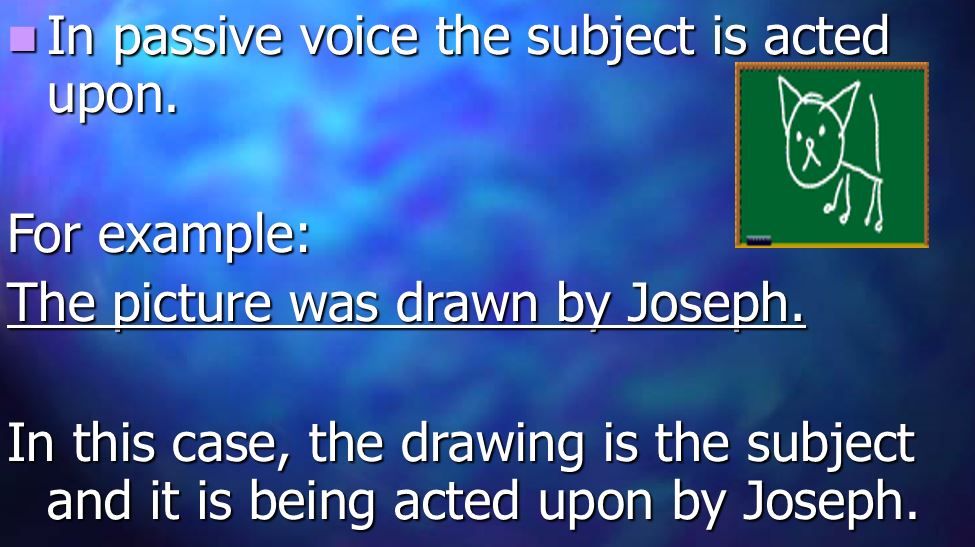 In passive voice the subject is acted
upon.
For example:
The picture was drawn by Joseph.
In this case, the drawing is the subject
and it is being acted upon by Joseph.